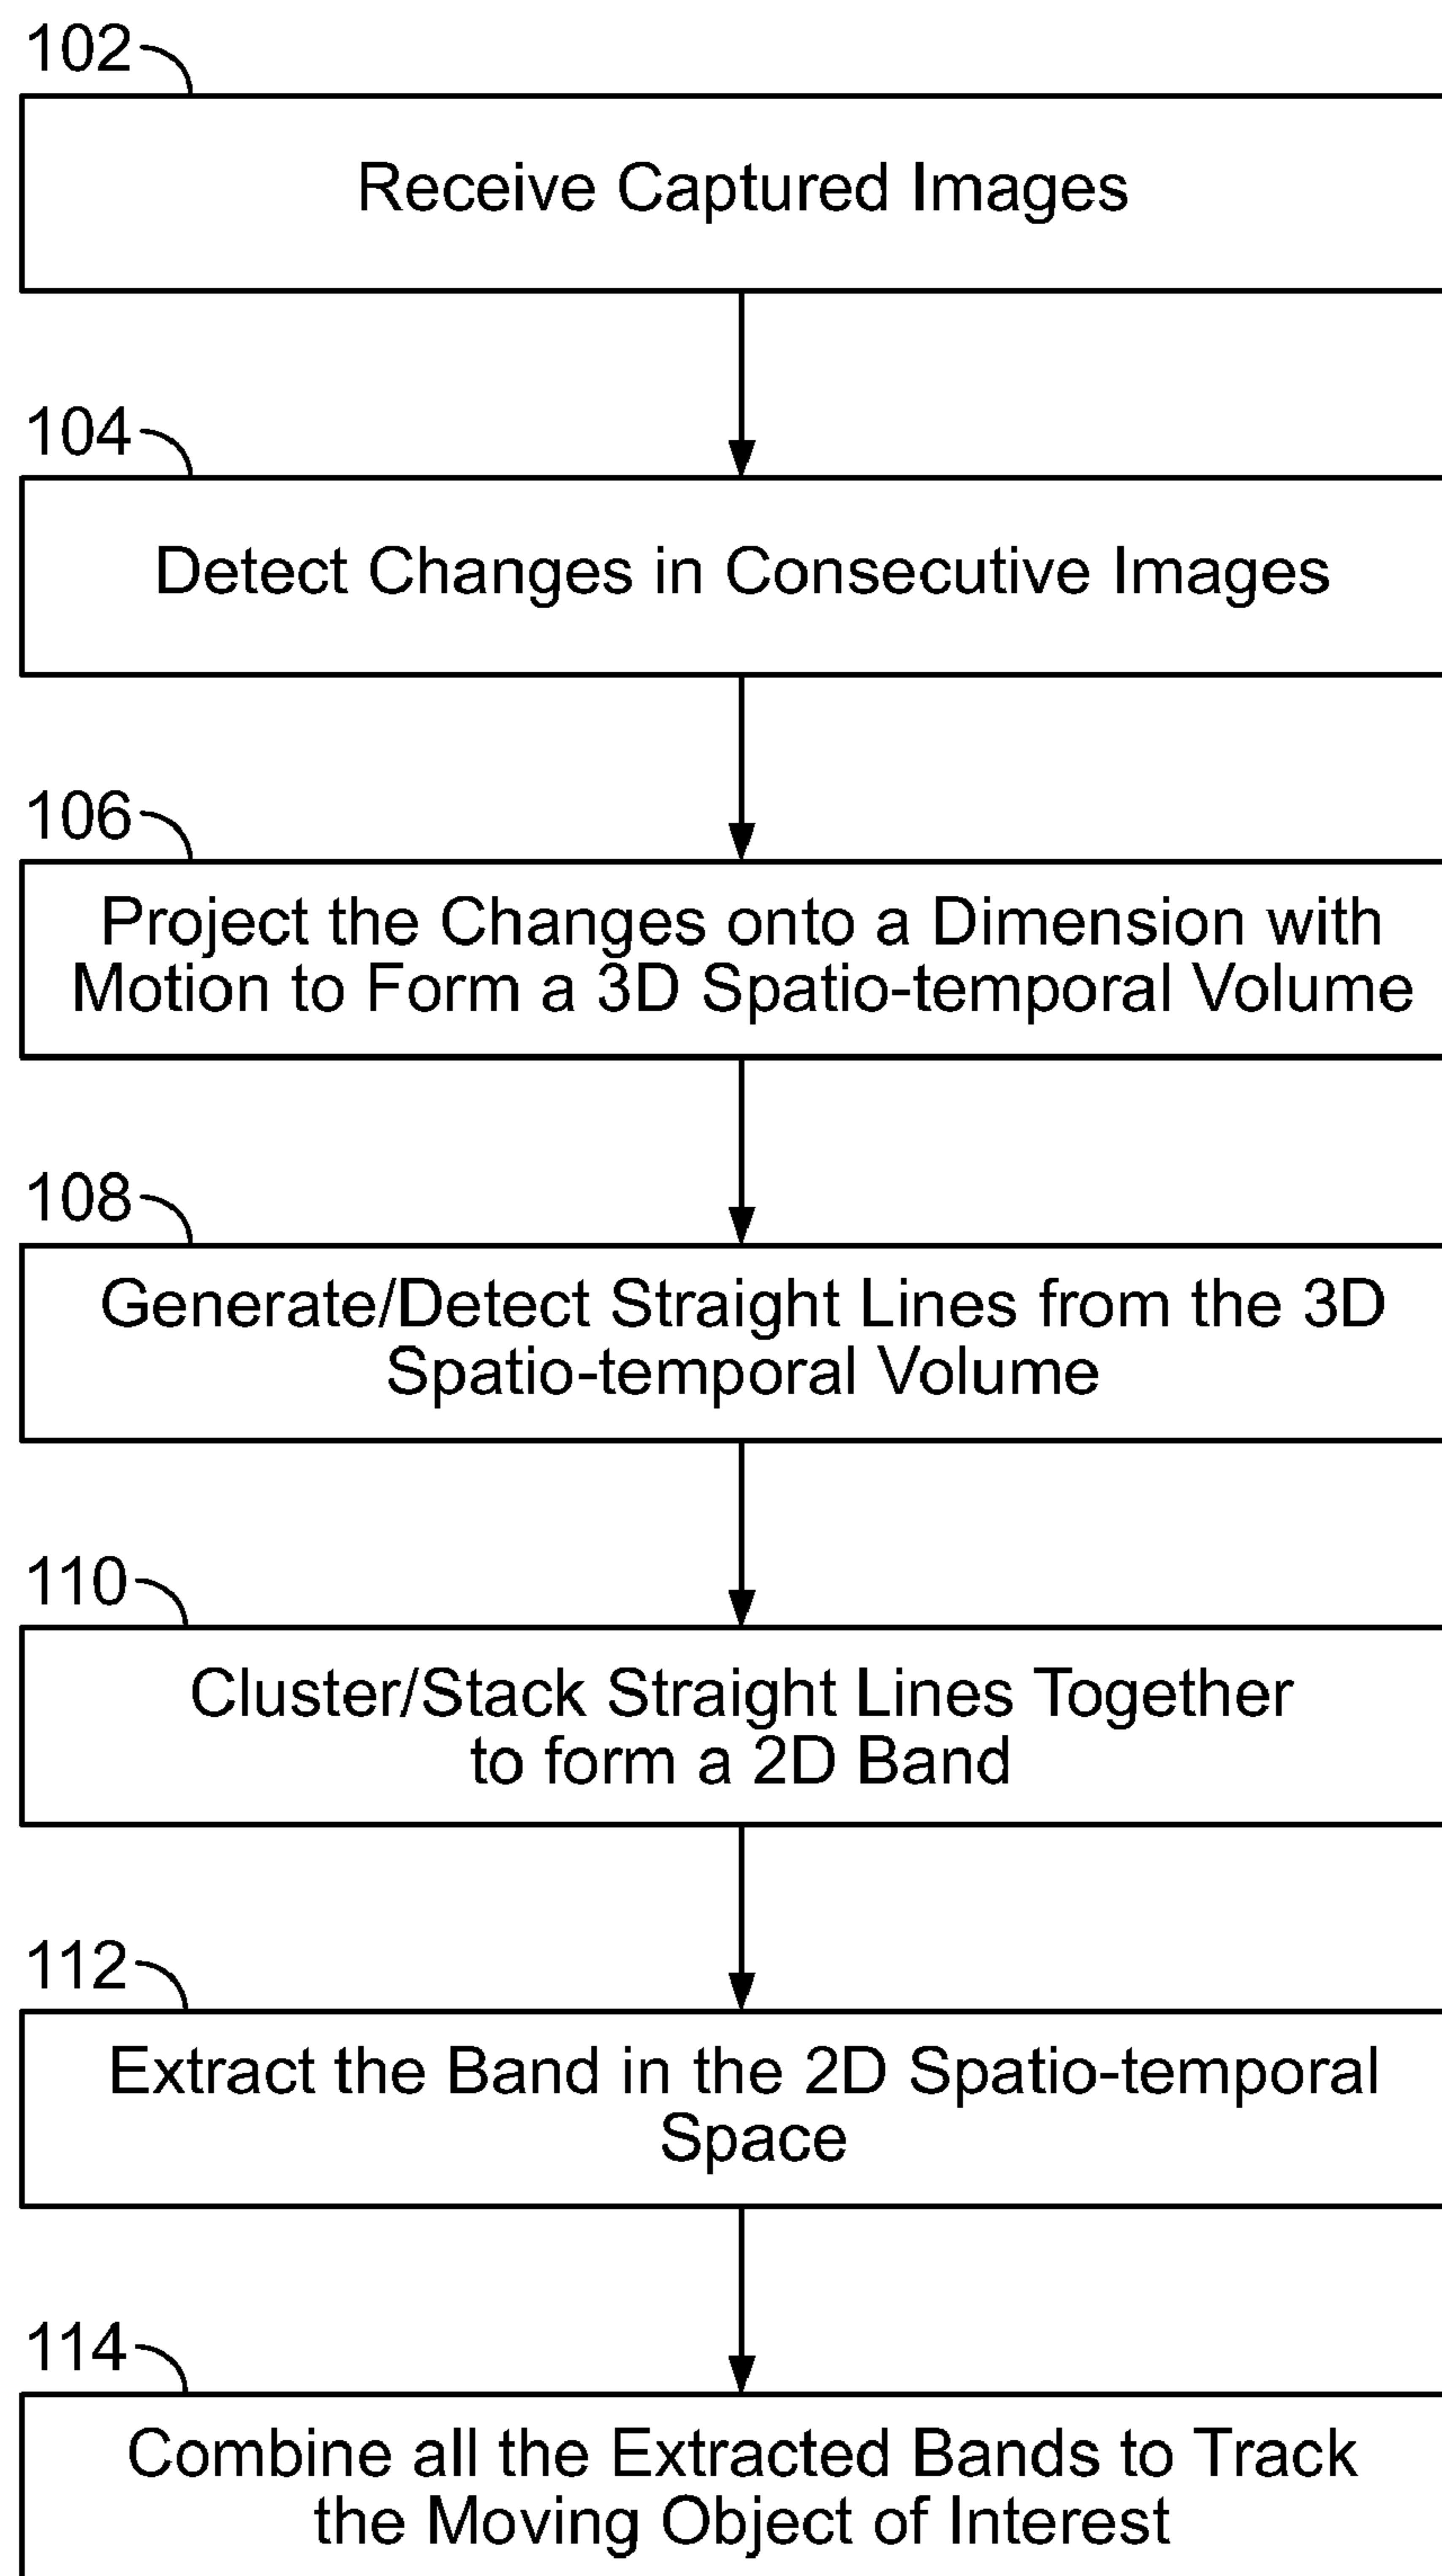 102
Receive Captured Images
104
Detect Changes in Consecutive Images
106
Project the Changes onto a Dimension with
Motion to Form a 3D Spatio-temporal Volume
108
Generate/Detect Straight Lines from the 3D
Spatio-temporal Volume
110
Cluster/Stack Straight Lines Together
to form a 2D Band
112
Extract the Band in the 2D Spatio-temporal
Space
114
Combine all the Extracted Bands to Track
the Moving Object of Interest